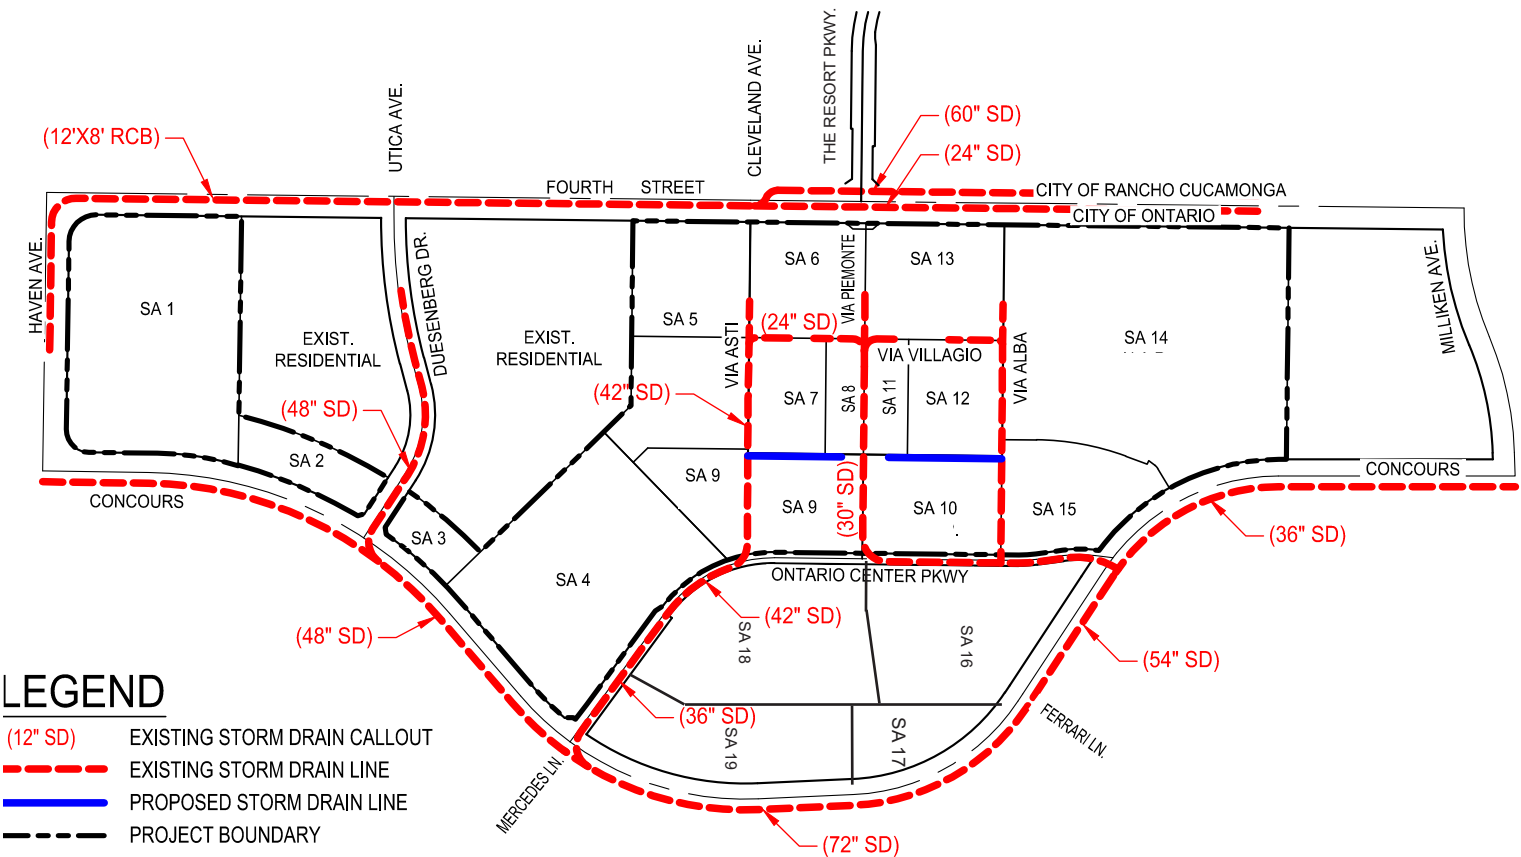 THE RESORT PKWY.
CLEVELAND AVE.
UTICA AVE.
(60" SD)
(12'X8' RCB)
(24" SD)
FOURTH STREET
CITY OF RANCHO CUCAMONGA
CITY OF ONTARIO
HAVEN AVE.
DUESENBERG DR.
VIA PIEMONTE
MILLIKEN AVE.
SA 6
SA 13
SA 1
SA 5
(24" SD)
EXIST.
RESIDENTIAL
EXIST.
RESIDENTIAL
SA 14
VIA ASTI
VIA VILLAGIO
VIA ALBA
(42" SD)
SA 7
SA 8
SA 11
SA 12
(48" SD)
SA 2
SA 9
CONCOURS
CONCOURS
SA 9
(30" SD)
SA 10
SA 15
SA 3
(36" SD)
SA 4
ONTARIO CENTER PKWY
(42" SD)
(48" SD)
SA 18
SA 16
(54" SD)
(36" SD)
SA 19
SA 17
FERRARI LN.
MERCEDES LN.
(72" SD)
LEGEND
(12" SD) EXISTING STORM DRAIN CALLOUT
EXISTING STORM DRAIN LINE
PROPOSED STORM DRAIN LINE
PROJECT BOUNDARY